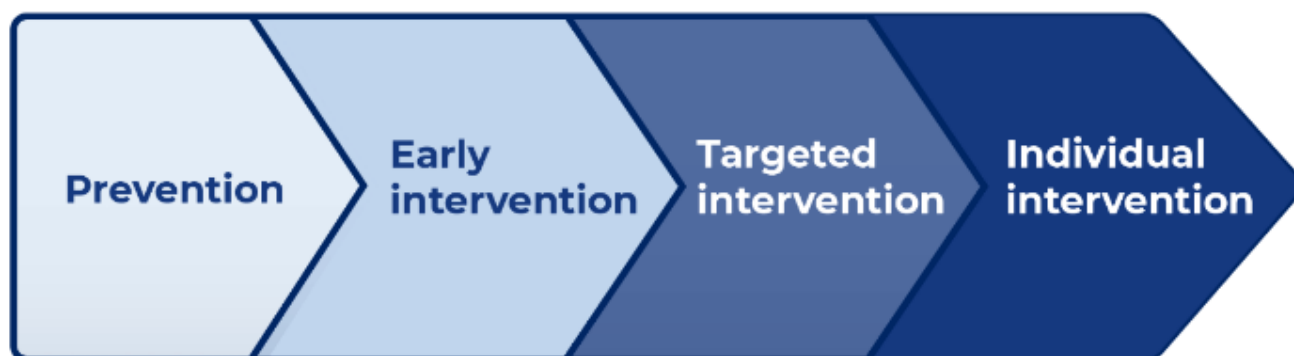 Prevention
Early
intervention
Targeted
intervention
Individual
intervention